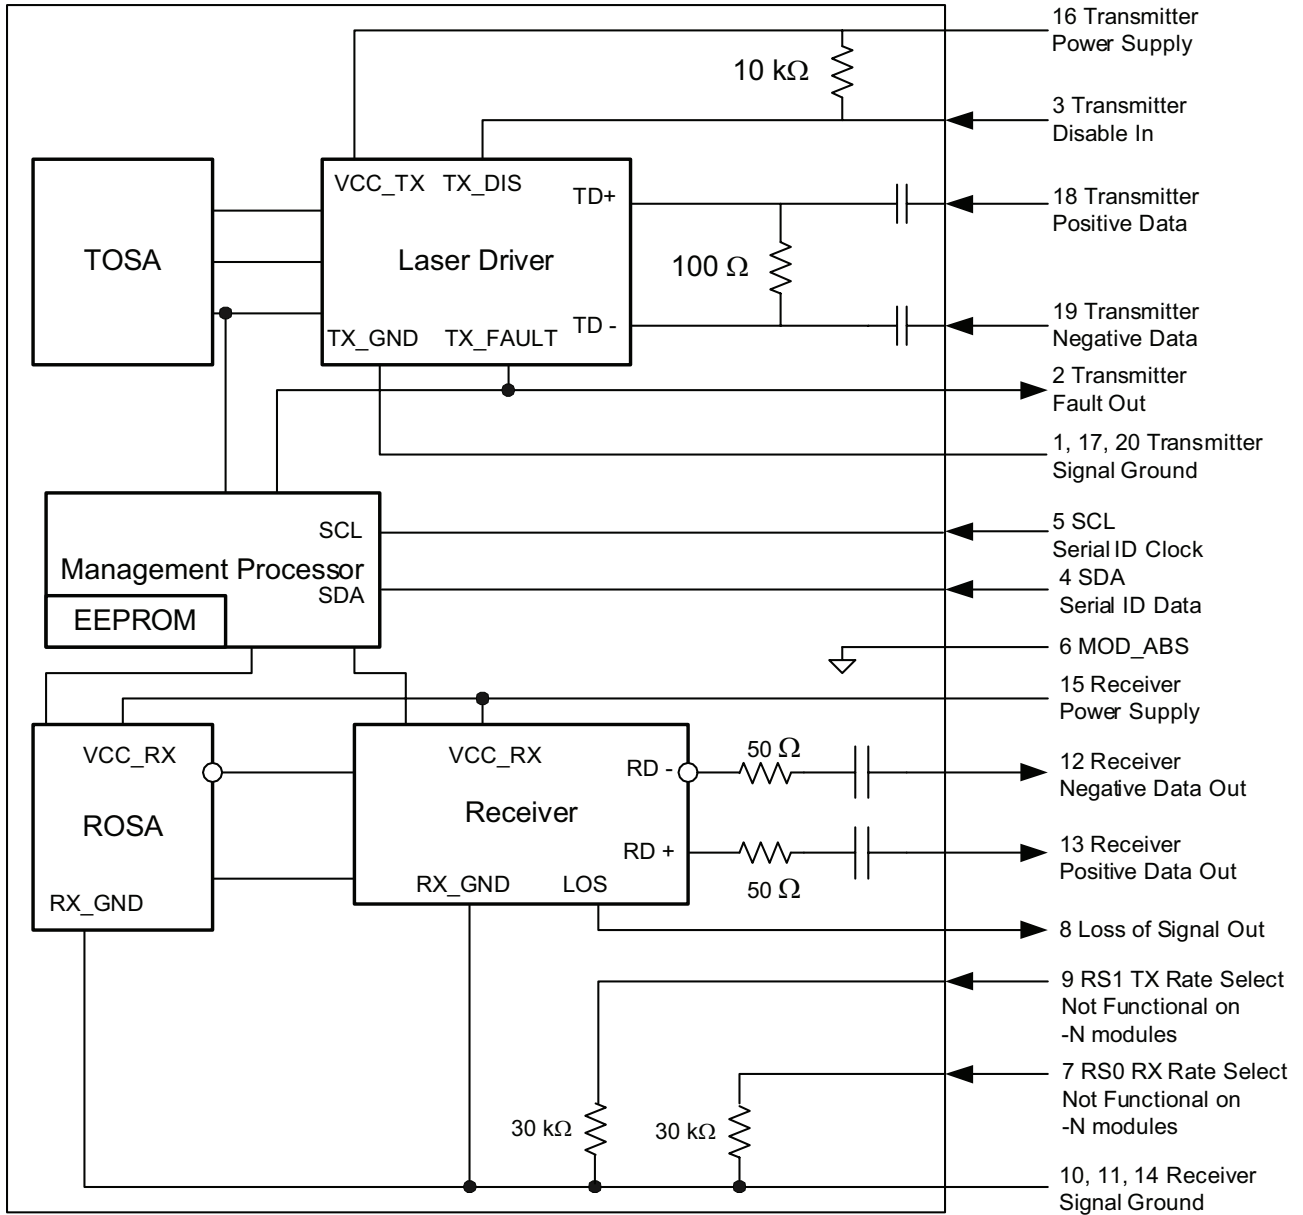 16 Transmitter
Power Supply
10 kΩ
3 Transmitter
Disable In
VCC_TX TX_DIS
TD+
18 Transmitter
Positive Data
TOSA
Laser Driver
100 Ω
TX_GND TX_FAULT
TD -
19 Transmitter
Negative Data
2 Transmitter
Fault Out
1, 17, 20 Transmitter
Signal Ground
SCL
5 SCL
Serial ID Clock
Management Processor
SDA
4 SDA
Serial ID Data
EEPROM
6 MOD_ABS
15 Receiver
Power Supply
VCC_RX
VCC_RX
RD -
50 Ω
12 Receiver
Negative Data Out
ROSA
Receiver
RD +
50 Ω
13 Receiver
Positive Data Out
RX_GND
RX_GND LOS
8 Loss of Signal Out
9 RS1 TX Rate Select
Not Functional on
-N modules
7 RS0 RX Rate Select
Not Functional on
-N modules
30 kΩ
30 kΩ
10, 11, 14 Receiver
Signal Ground